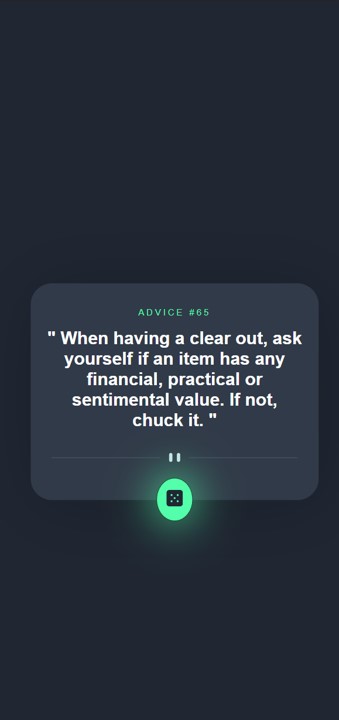 ADVICE #65
" When having a clear out, ask
yourself if an item has any
financial, practical or
sentimental value. If not,
chuck it. "